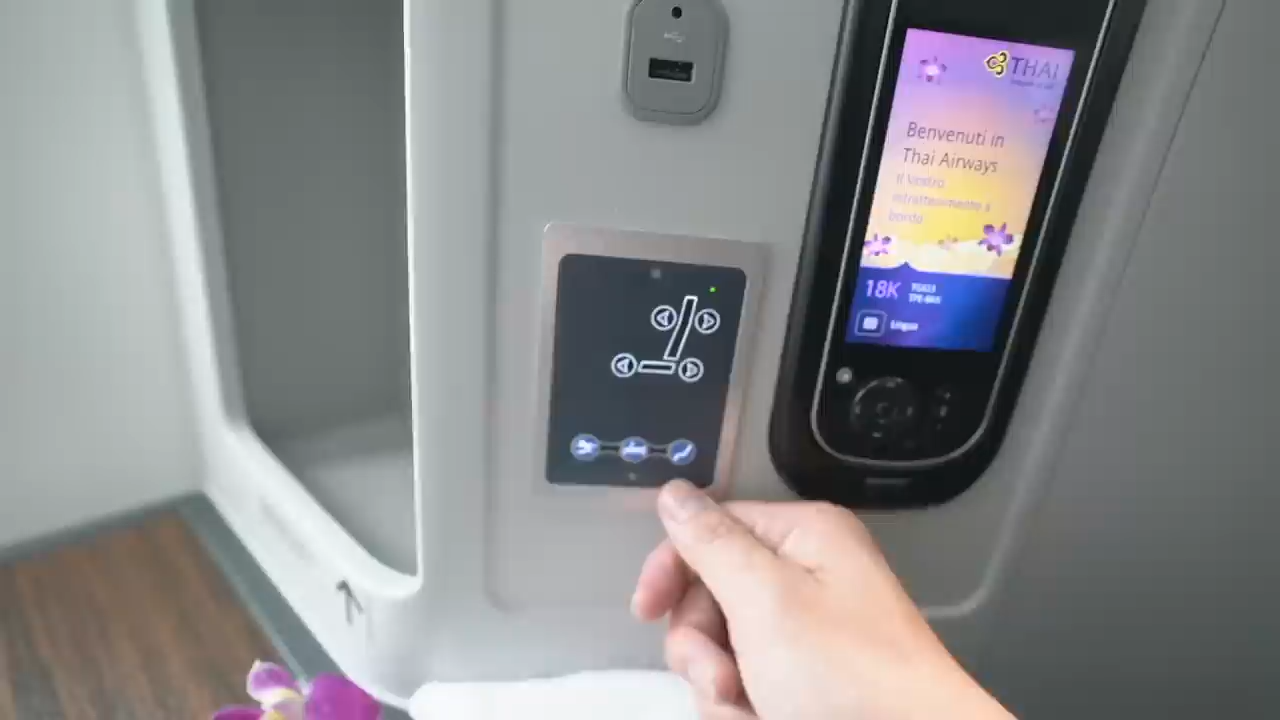 THAI
Benvenuti in
Thai Airways
Il Vostro
intrattenimento a
bordo
18K
Lingua